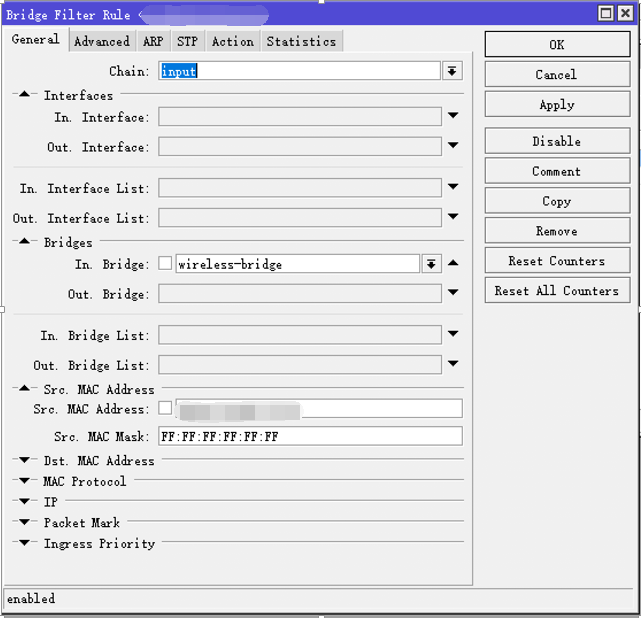 Bridge Filter Rule <
General Advanced ARP STP Action Statistics
Chain: input
Interfaces
In. Interface:
Out. Interface:
In. Interface List:
Out. Interface List:
Bridges
In. Bridge: wireless-bridge
Out. Bridge:
In. Bridge List:
Out. Bridge List:
Src. MAC Address
Src. MAC Address:
Src. MAC Mask: FF:FF:FF:FF:FF:FF
Dst. MAC Address
MAC Protocol
IP
Packet Mark
Ingress Priority
OK
Cancel
Apply
Disable
Comment
Copy
Remove
Reset Counters
Reset All Counters
enabled